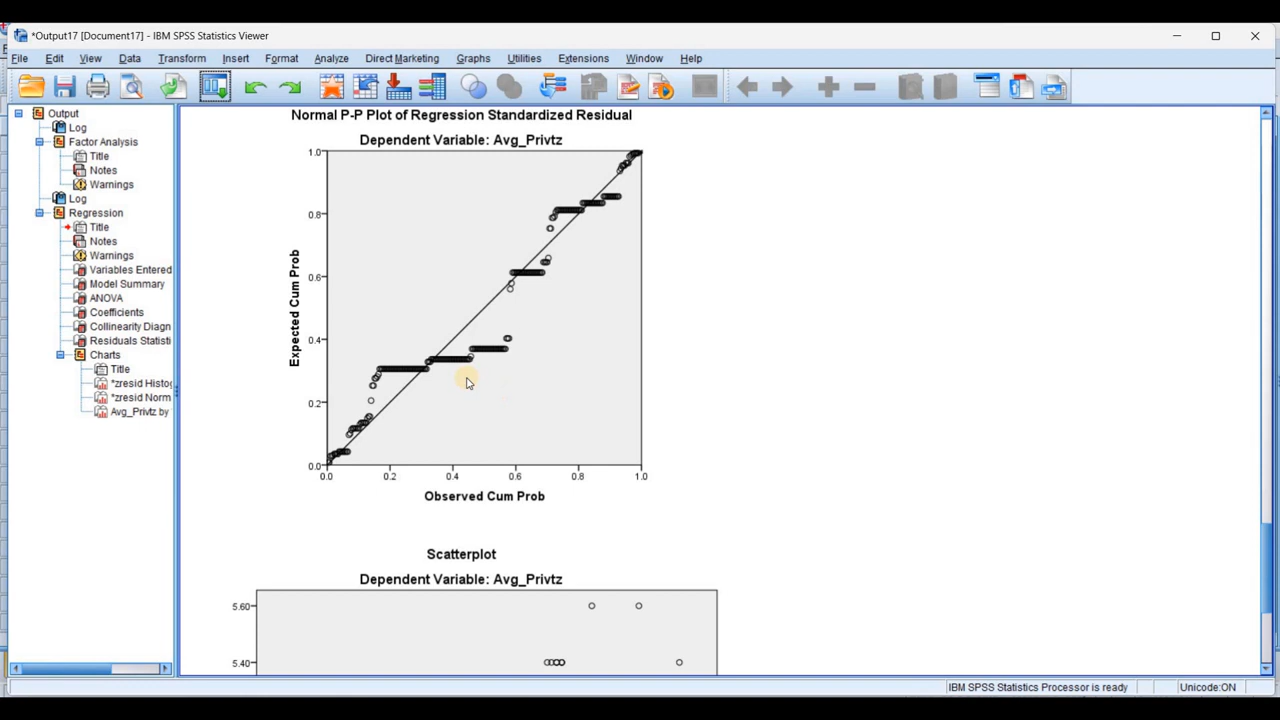 *Output17 [Document17] - IBM SPSS Statistics Viewer
File Edit View Data Transform Insert Format Analyze Direct Marketing Graphs Utilities Extensions Window Help
Output
Log
Factor Analysis
Title
Notes
Warnings
Log
Regression
Title
Notes
Warnings
Variables Entered
Model Summary
ANOVA
Coefficients
Collinearity Diagn
Residuals Statisti
Charts
Title
*zresid Histog
*zresid Norm
Avg_Privtz by
Normal P-P Plot of Regression Standardized Residual
Dependent Variable: Avg_Privtz
1.0
0.8
0.6
0.4
0.2
0.0
Expected Cum Prob
0.0 0.2 0.4 0.6 0.8 1.0
Observed Cum Prob
Scatterplot
Dependent Variable: Avg_Privtz
5.60
5.40
IBM SPSS Statistics Processor is ready
Unicode:ON